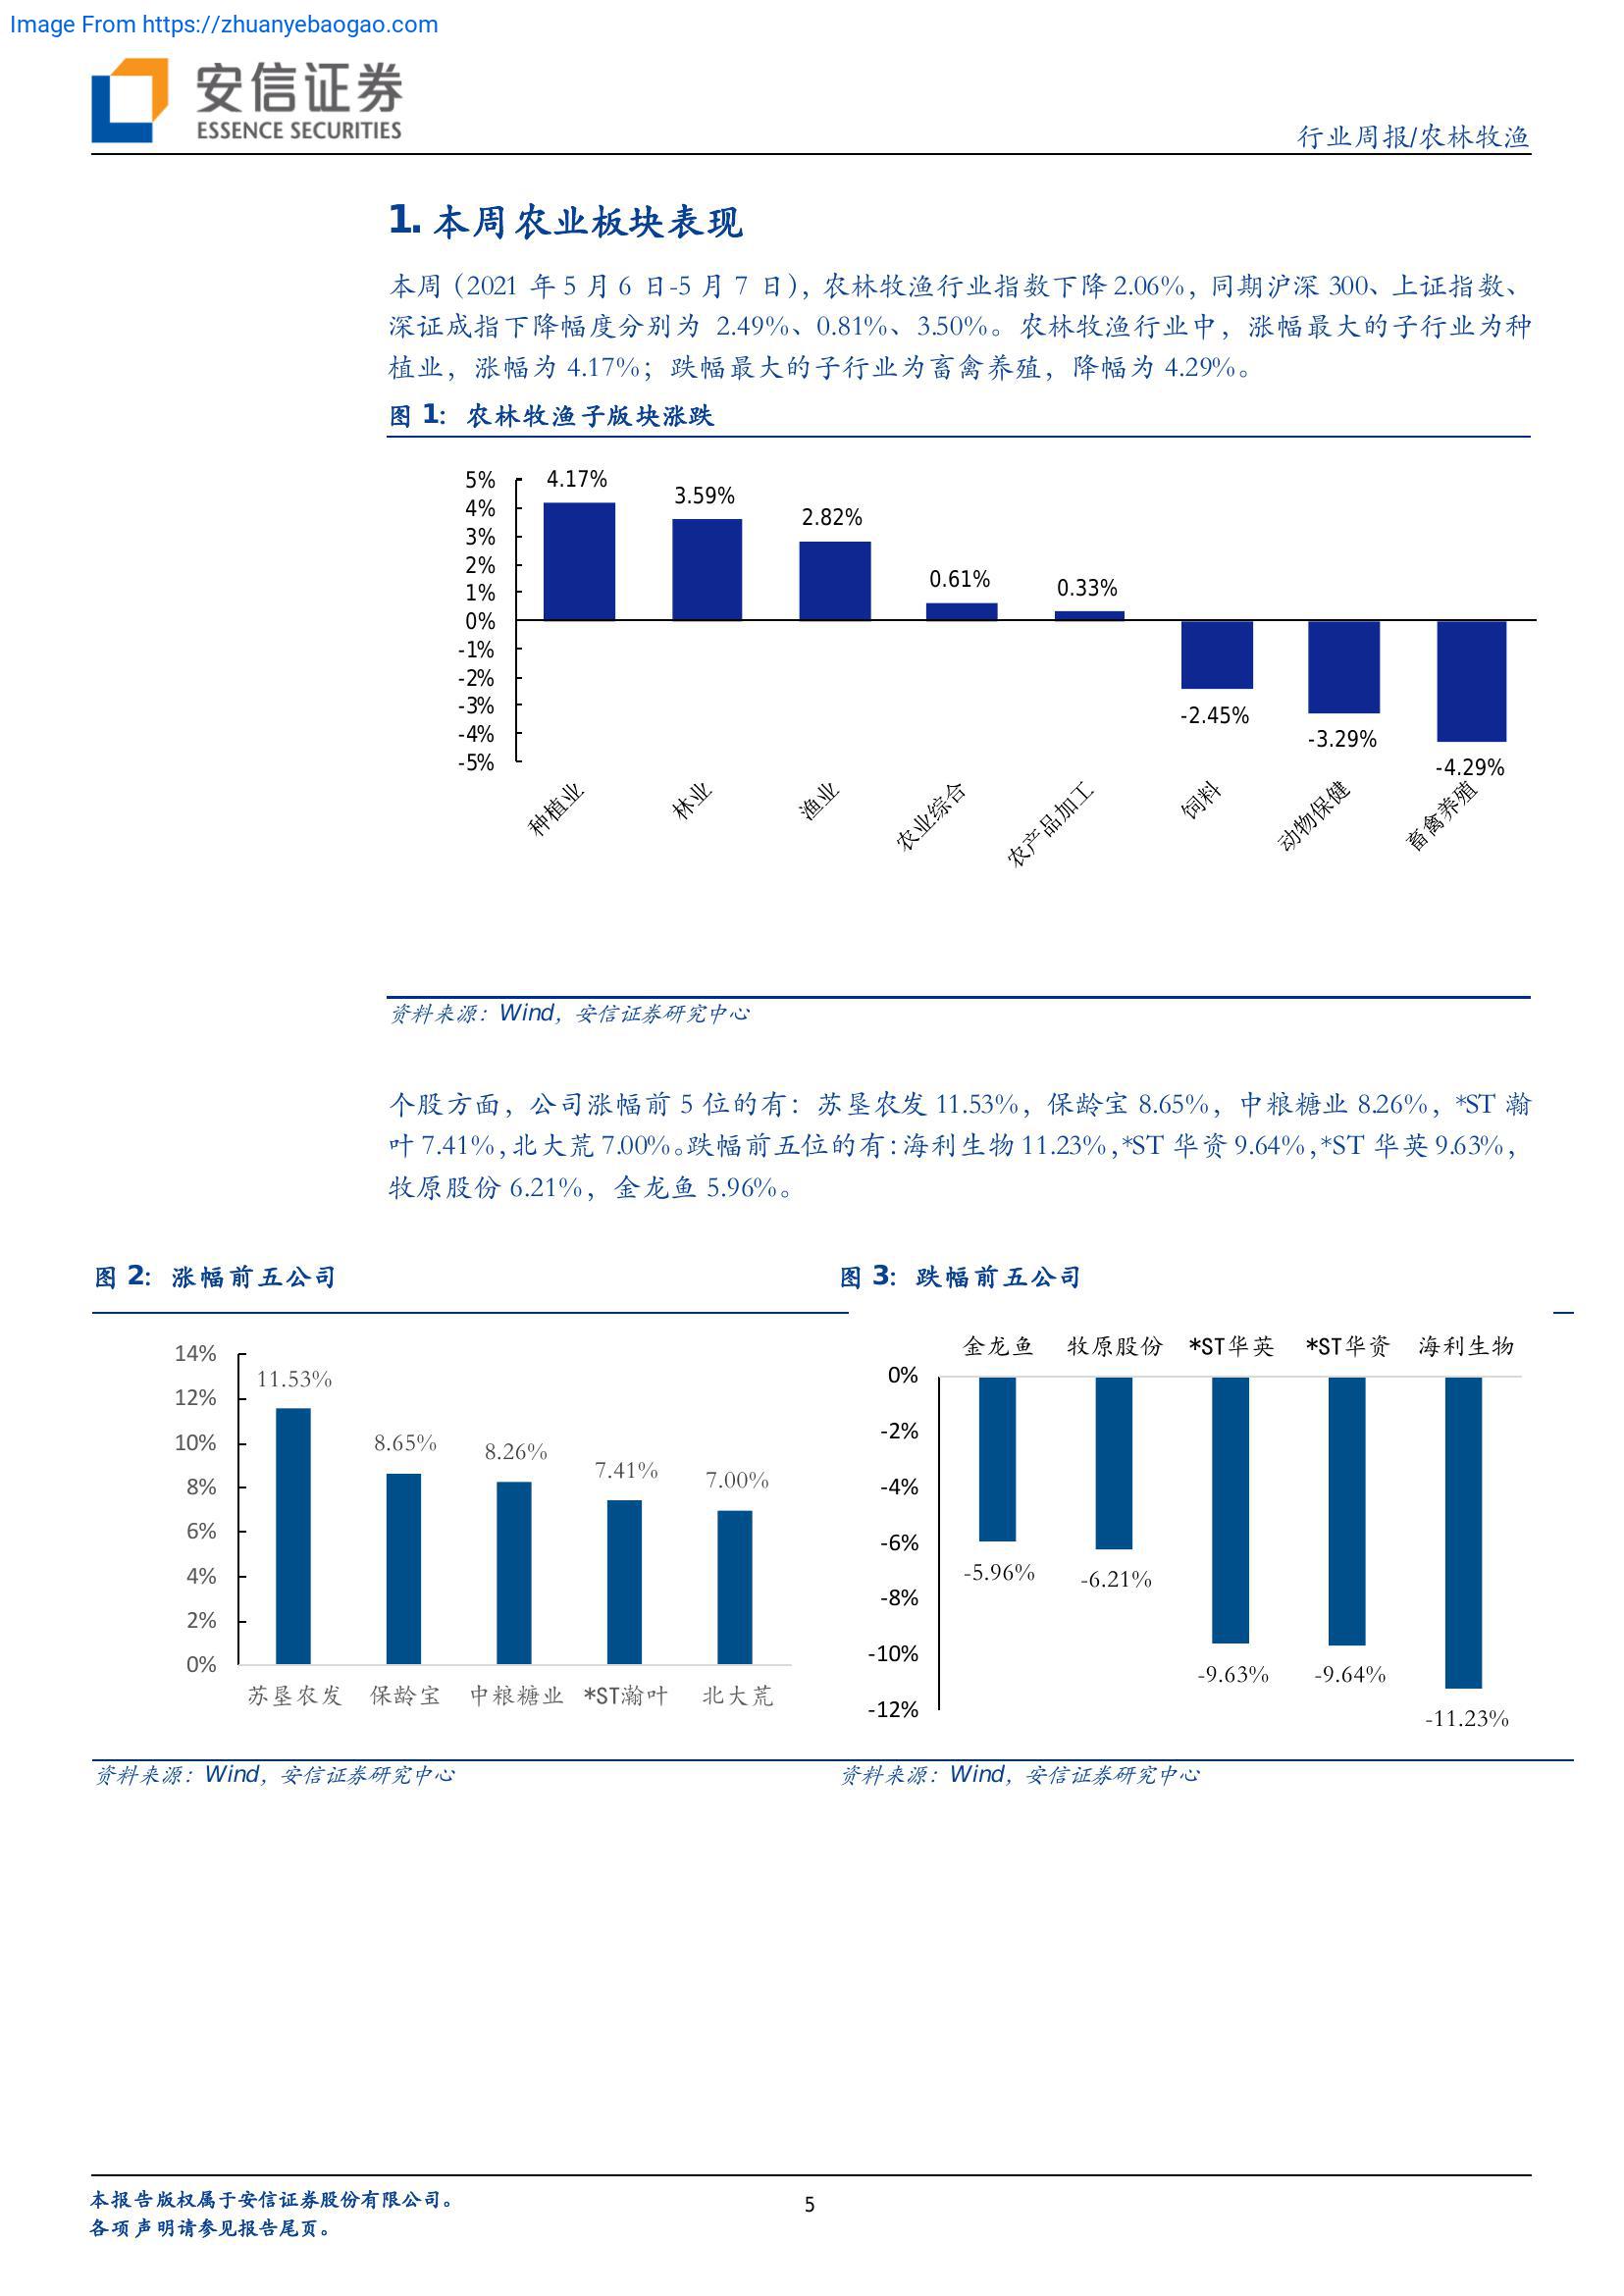 Image From https://zhuanyebaogao.com
安信证券
ESSENCE SECURITIES
行业周报/农林牧渔
1. 本周农业板块表现
本周（2021 年 5 月 6 日-5 月 7 日），农林牧渔行业指数下降 2.06%，同期沪深 300、上证指数、
深证成指下降幅度分别为 2.49%、0.81%、3.50%。农林牧渔行业中，涨幅最大的子行业为种
植业，涨幅为 4.17%；跌幅最大的子行业为畜禽养殖，降幅为 4.29%。
图 1：农林牧渔子版块涨跌
5%
4%
3%
2%
1%
0%
-1%
-2%
-3%
-4%
-5%
4.17%
3.59%
2.82%
0.61%
0.33%
-2.45%
-3.29%
-4.29%
种植业
林业
渔业
农业综合
农产品加工
饲料
动物保健
畜禽养殖
资料来源：Wind，安信证券研究中心
个股方面，公司涨幅前 5 位的有：苏垦农发 11.53%，保龄宝 8.65%，中粮糖业 8.26%，*ST 瀚
叶 7.41%，北大荒 7.00%。跌幅前五位的有：海利生物 11.23%，*ST 华资 9.64%，*ST 华英 9.63%，
牧原股份 6.21%，金龙鱼 5.96%。
图 2：涨幅前五公司
14%
12%
10%
8%
6%
4%
2%
0%
11.53%
8.65%
8.26%
7.41%
7.00%
苏垦农发 保龄宝 中粮糖业 *ST瀚叶 北大荒
资料来源：Wind，安信证券研究中心
图 3：跌幅前五公司
金龙鱼 牧原股份 *ST华英 *ST华资 海利生物
0%
-2%
-4%
-6%
-8%
-10%
-12%
-5.96%
-6.21%
-9.63%
-9.64%
-11.23%
资料来源：Wind，安信证券研究中心
本报告版权属于安信证券股份有限公司。
各项声明请参见报告尾页。
5